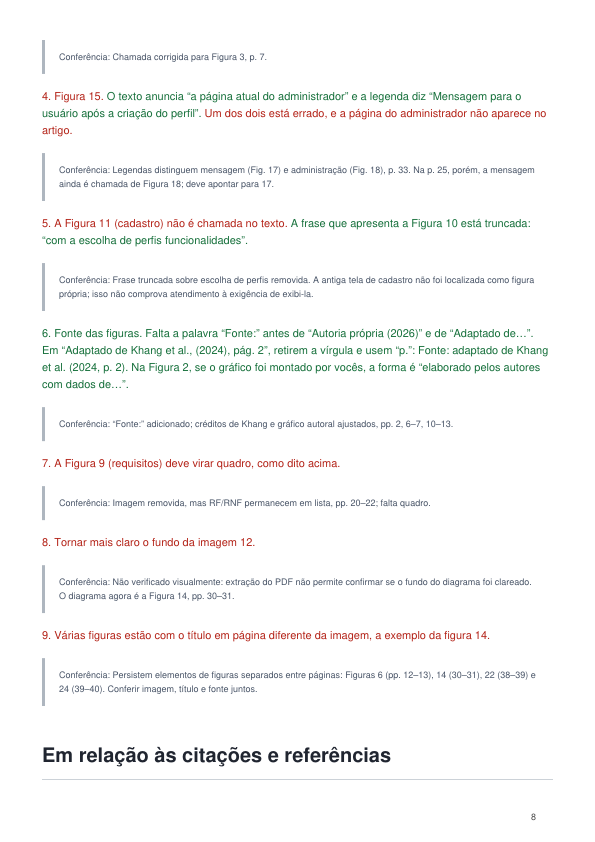 Conferência: Chamada corrigida para Figura 3, p. 7.
4. Figura 15. O texto anuncia “a página atual do administrador” e a legenda diz “Mensagem para o
usuário após a criação do perfil”. Um dos dois está errado, e a página do administrador não aparece no
artigo.
Conferência: Legendas distinguem mensagem (Fig. 17) e administração (Fig. 18), p. 33. Na p. 25, porém, a mensagem
ainda é chamada de Figura 18; deve apontar para 17.
5. A Figura 11 (cadastro) não é chamada no texto. A frase que apresenta a Figura 10 está truncada:
“com a escolha de perfis funcionalidades”.
Conferência: Frase truncada sobre escolha de perfis removida. A antiga tela de cadastro não foi localizada como figura
própria; isso não comprova atendimento à exigência de exibi-la.
6. Fonte das figuras. Falta a palavra “Fonte:” antes de “Autoria própria (2026)” e de “Adaptado de…”.
Em “Adaptado de Khang et al., (2024), pág. 2”, retirem a vírgula e usem “p.”: Fonte: adaptado de Khang
et al. (2024, p. 2). Na Figura 2, se o gráfico foi montado por vocês, a forma é “elaborado pelos autores
com dados de…”.
Conferência: “Fonte:” adicionado; créditos de Khang e gráfico autoral ajustados, pp. 2, 6–7, 10–13.
7. A Figura 9 (requisitos) deve virar quadro, como dito acima.
Conferência: Imagem removida, mas RF/RNF permanecem em lista, pp. 20–22; falta quadro.
8. Tornar mais claro o fundo da imagem 12.
Conferência: Não verificado visualmente: extração do PDF não permite confirmar se o fundo do diagrama foi clareado.
O diagrama agora é a Figura 14, pp. 30–31.
9. Várias figuras estão com o título em página diferente da imagem, a exemplo da figura 14.
Conferência: Persistem elementos de figuras separados entre páginas: Figuras 6 (pp. 12–13), 14 (30–31), 22 (38–39) e
24 (39–40). Conferir imagem, título e fonte juntos.
Em relação às citações e referências
8